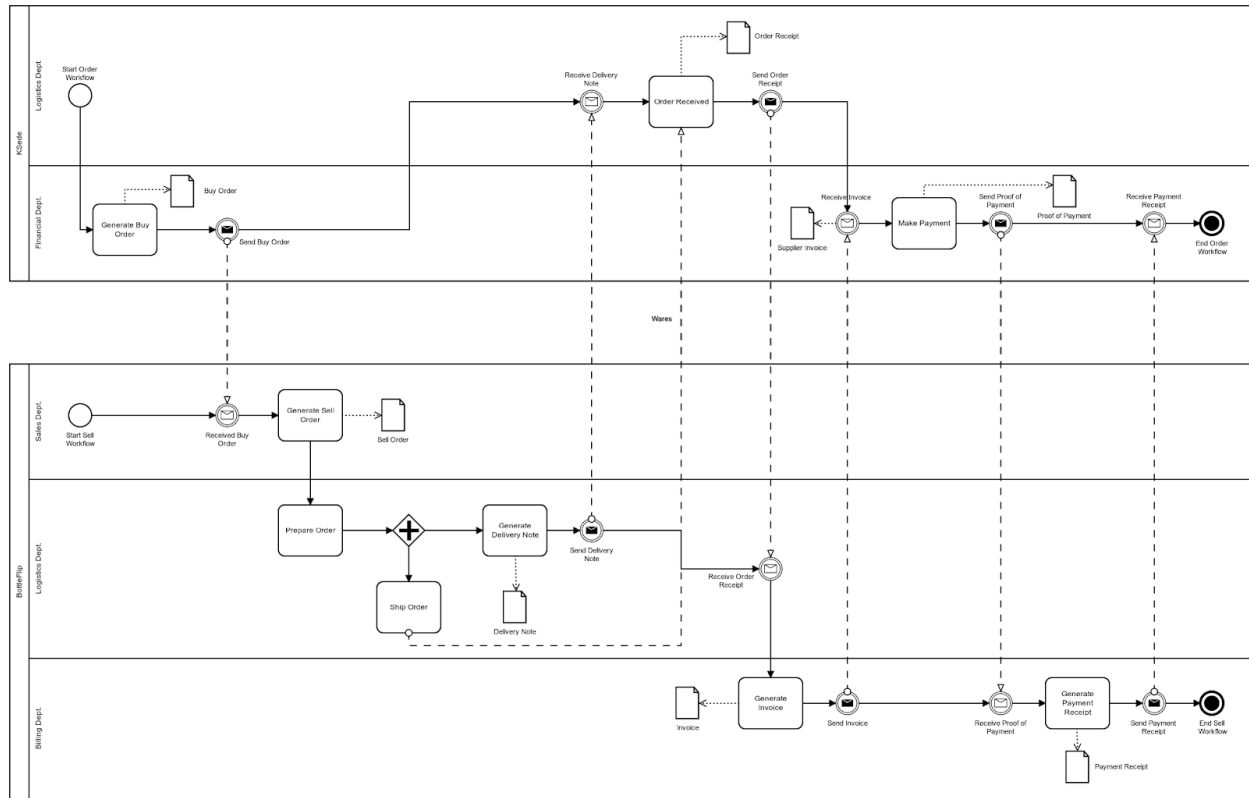 KSede
Logistics Dept.
Start Order
Workflow
Receive Delivery
Note
Order Received
Order Receipt
Send Order
Receipt
Financial Dept.
Generate Buy
Order
Buy Order
Send Buy Order
Receive Invoice
Supplier Invoice
Make Payment
Proof of Payment
Send Proof of
Payment
Receive Payment
Receipt
End Order
Workflow
Wares
BottleFlip
Sales Dept.
Start Sell
Workflow
Received Buy
Order
Generate Sell
Order
Sell Order
Logistics Dept.
Prepare Order
Generate
Delivery Note
Send Delivery
Note
Receive Order
Receipt
Ship Order
Delivery Note
Billing Dept.
Invoice
Generate
Invoice
Send Invoice
Receive Proof of
Payment
Generate
Payment
Receipt
Send Payment
Receipt
End Sell
Workflow
Payment Receipt